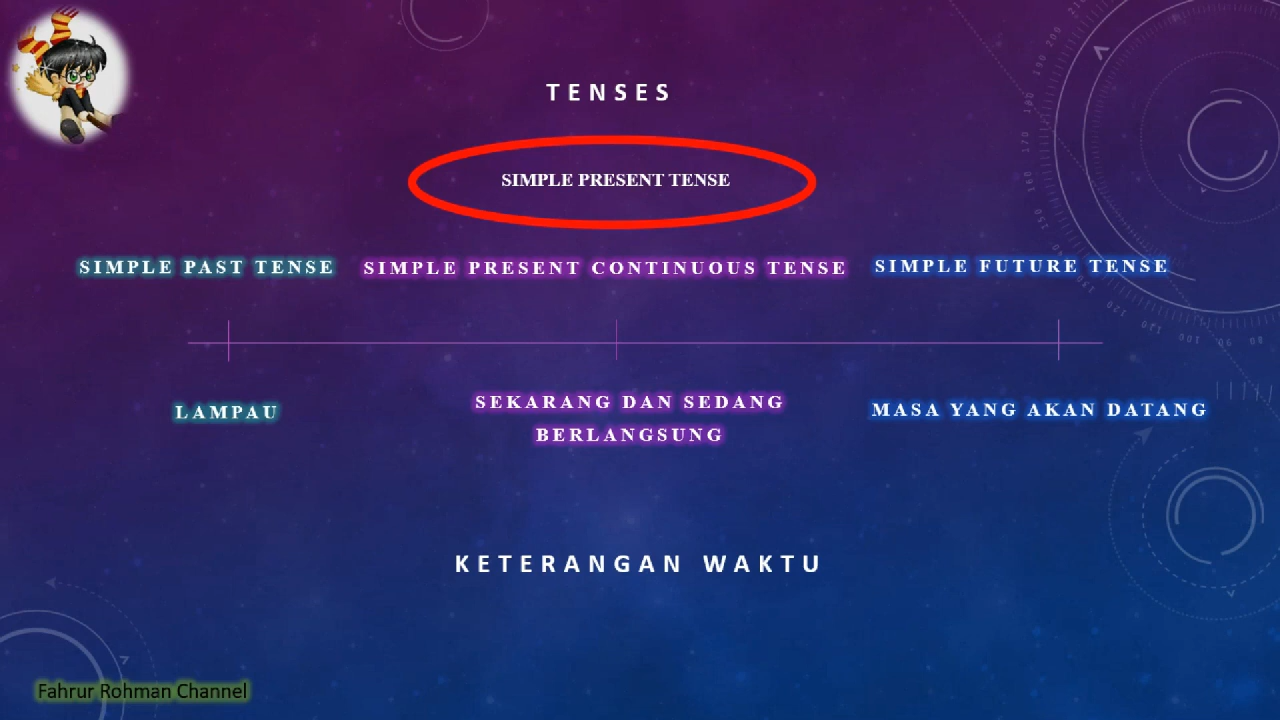 TENSES
SIMPLE PRESENT TENSE
SIMPLE PAST TENSE
SIMPLE PRESENT CONTINUOUS TENSE
SIMPLE FUTURE TENSE
LAMPAU
SEKARANG DAN SEDANG
BERLANGSUNG
MASA YANG AKAN DATANG
KETERANGAN WAKTU
Fahrur Rohman Channel